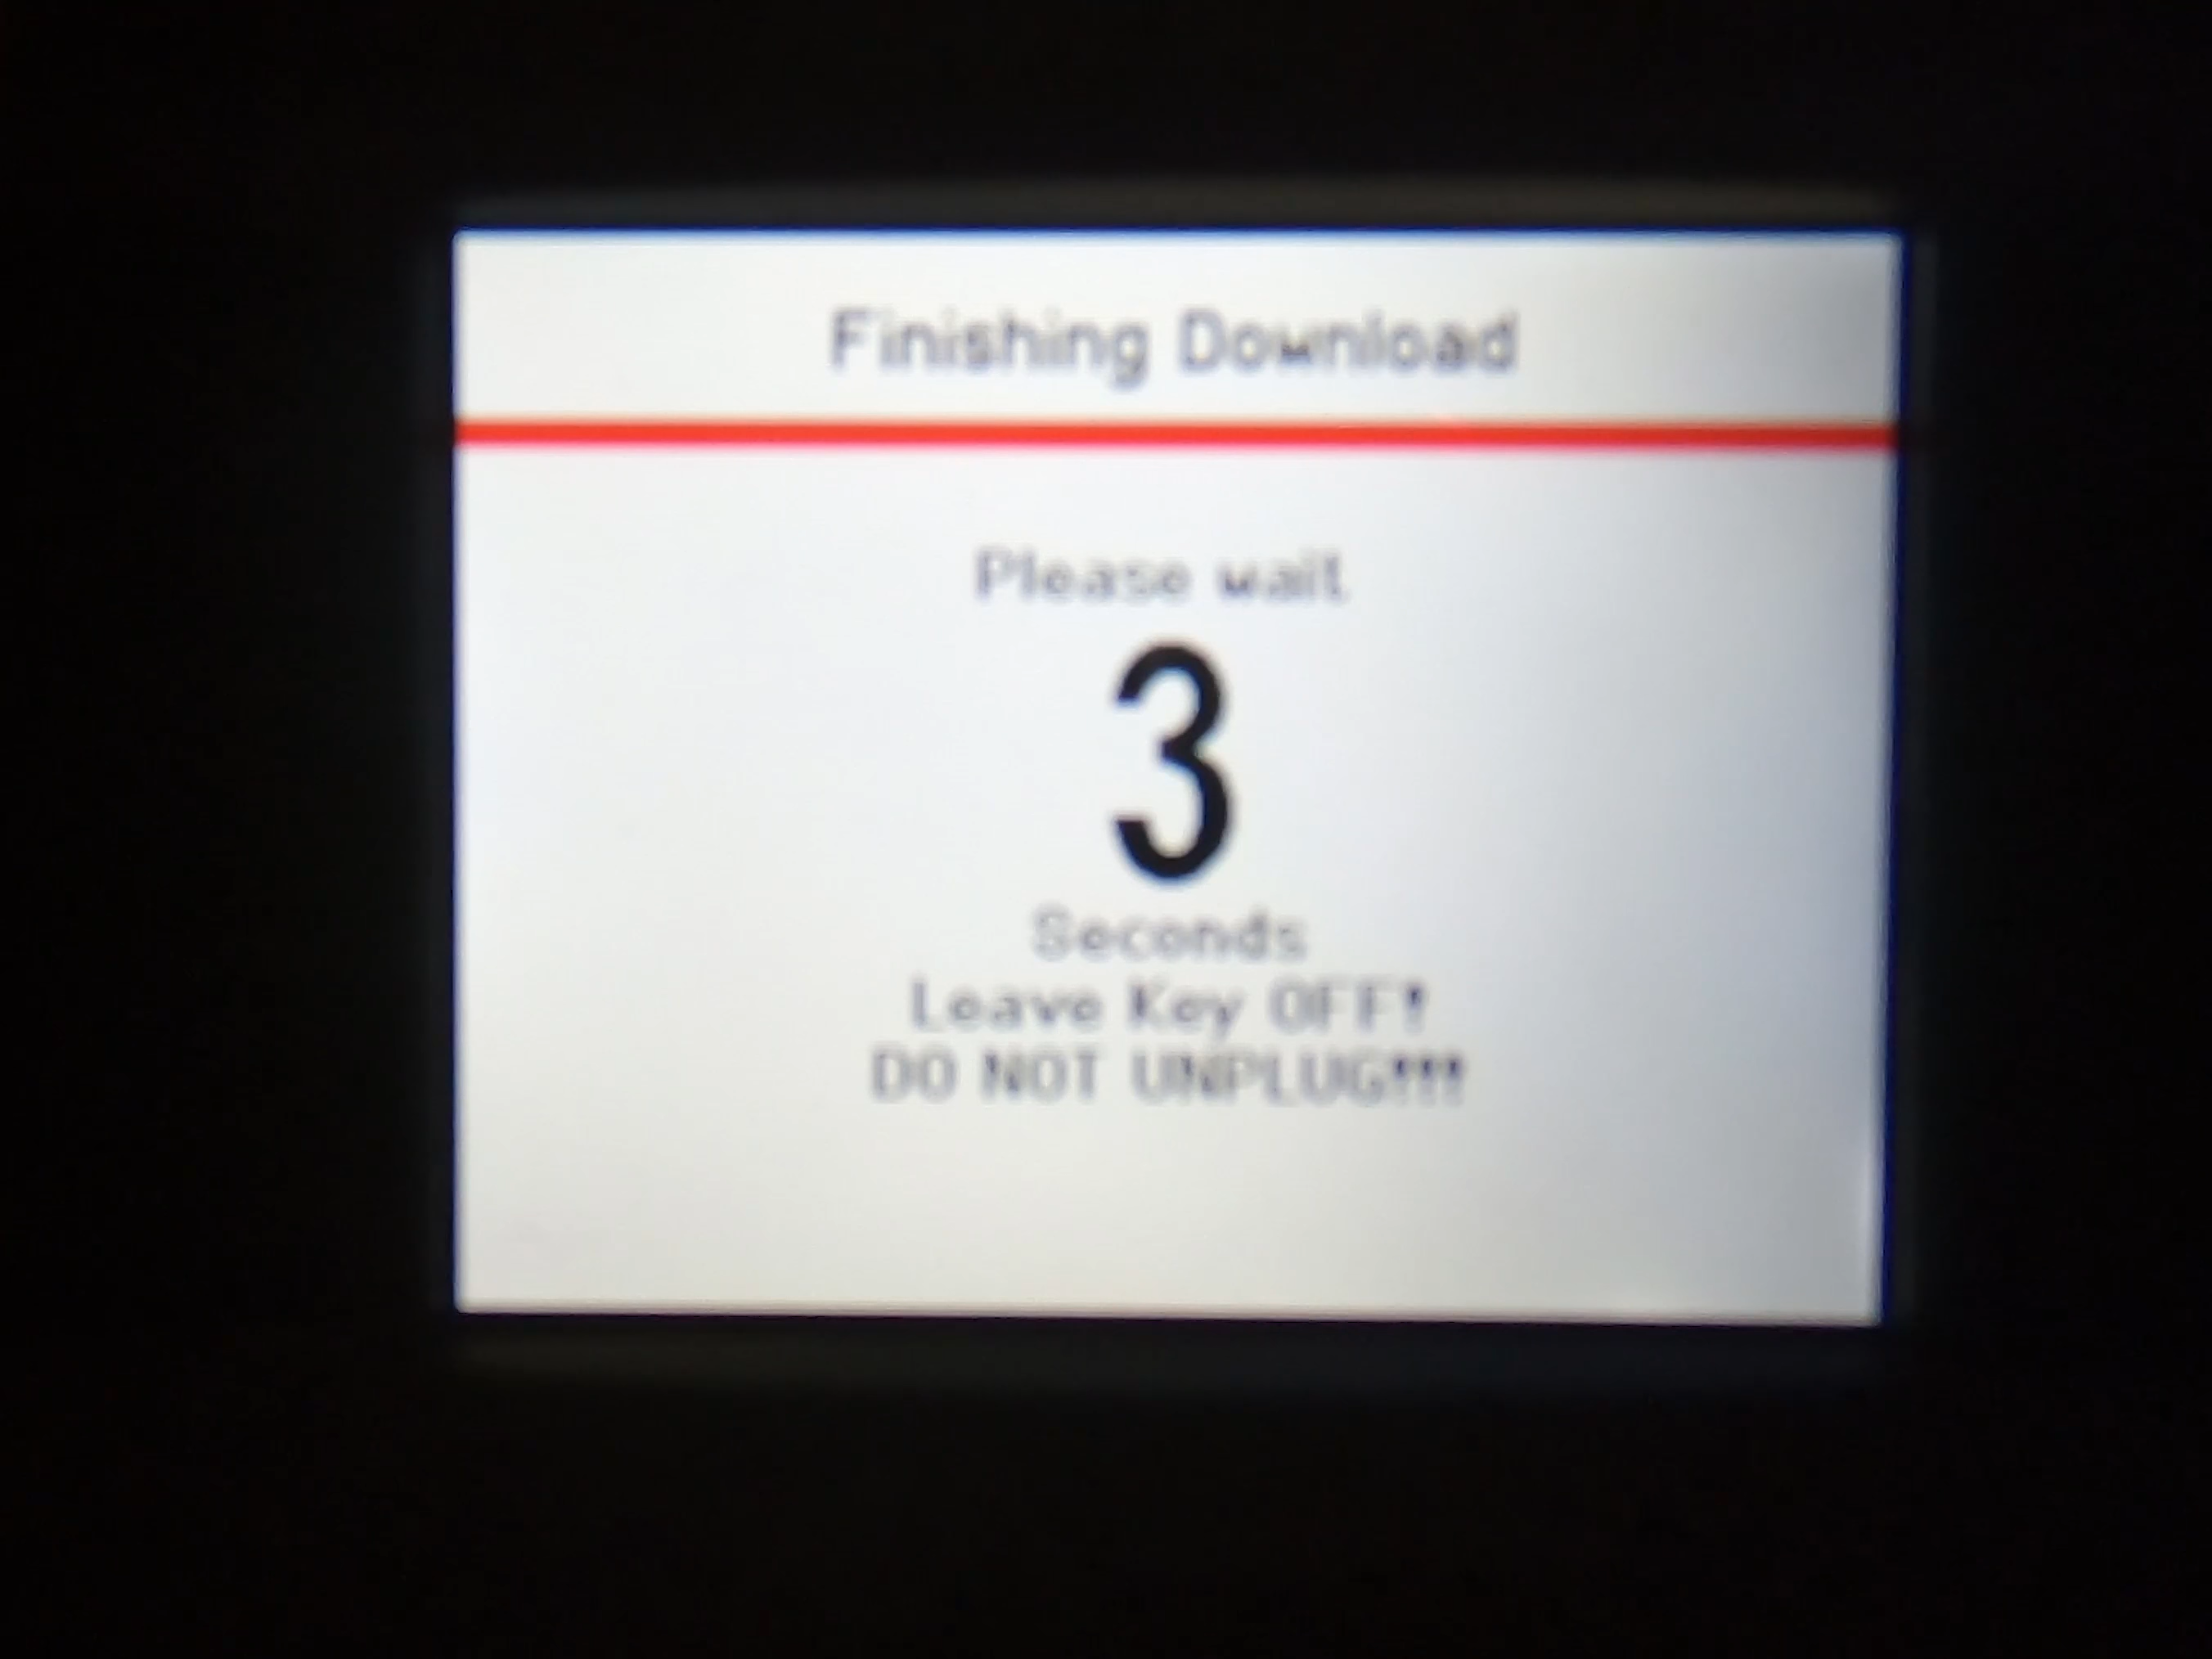 Finishing Download
Please wait
3
Seconds
Leave Key OFF!
DO NOT UNPLUG!!!